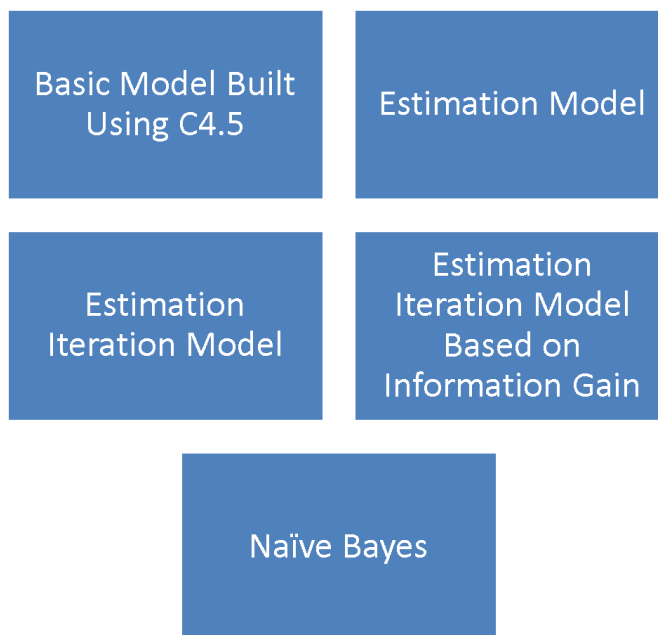 Basic Model Built
Using C4.5
Estimation Model
Estimation
Iteration Model
Estimation
Iteration Model
Based on
Information Gain
Naïve Bayes